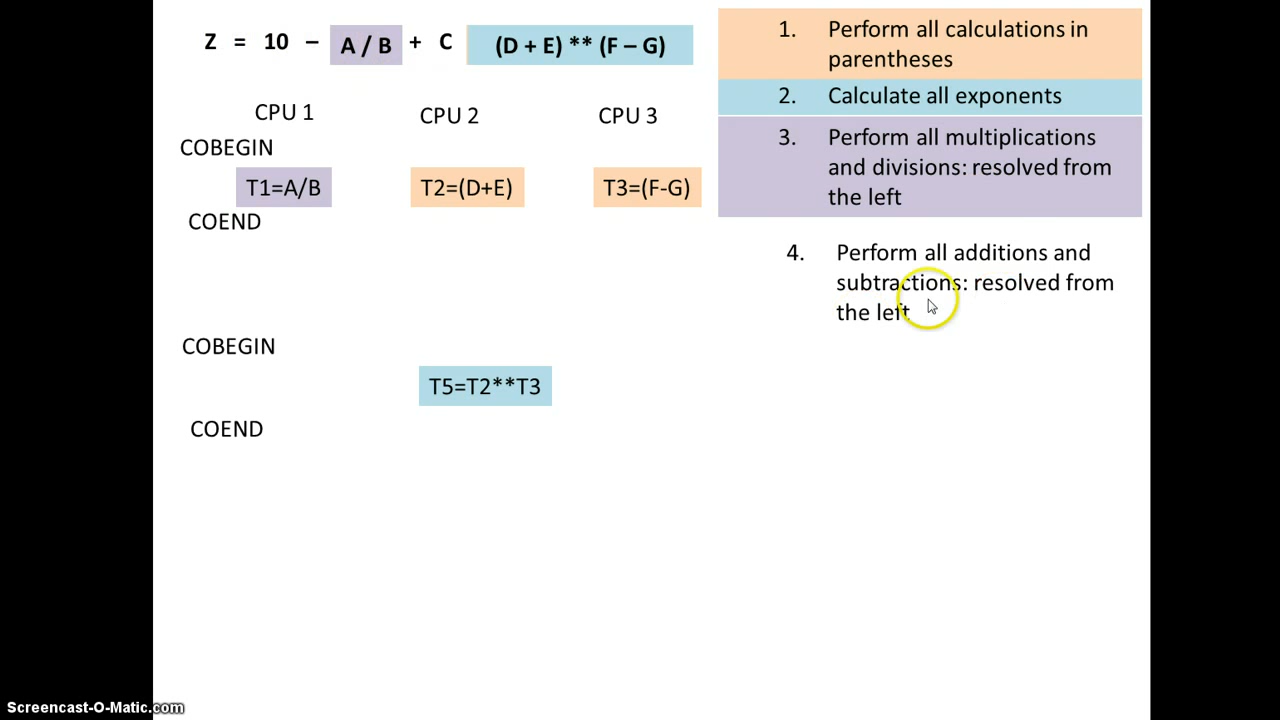 Z = 10 – A / B + C (D + E) ** (F – G)
CPU 1 CPU 2 CPU 3
COBEGIN
T1=A/B T2=(D+E) T3=(F-G)
COEND
COBEGIN
T5=T2**T3
COEND
1. Perform all calculations in
parentheses
2. Calculate all exponents
3. Perform all multiplications
and divisions: resolved from
the left
4. Perform all additions and
subtractions: resolved from
the left
Screencast-O-Matic.com